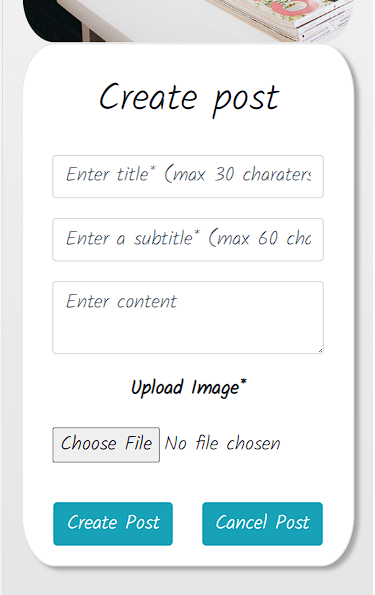 Create post
Enter title* (max 30 charaters
Enter a subtitle* (max 60 cha
Enter content
Upload Image*
Choose File No file chosen
Create Post Cancel Post